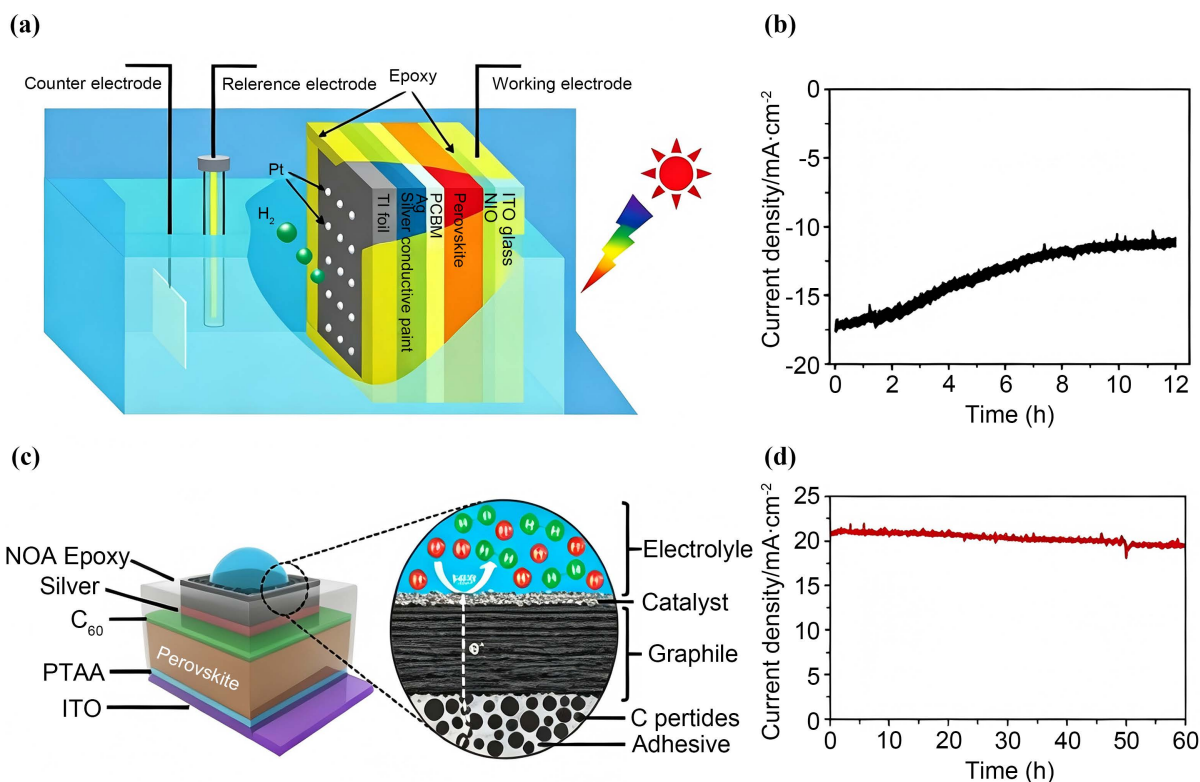 (a)
Counter electrode
Relerence electrode
Epoxy
Working electrode
Pt
H2
TI foil
Silver conductive paint
Ag
PCBM
Perovskite
NIO
ITO glass
(b)
Current density/mA·cm-2
0
-5
-10
-15
-20
0 2 4 6 8 10 12
Time (h)
(c)
NOA Epoxy
Silver
C60
PTAA
ITO
Perovskite
Electrolyle
Catalyst
Graphile
C pertides
Adhesive
(d)
Current density/mA·cm-2
25
20
15
10
5
0
0 10 20 30 40 50 60
Time (h)